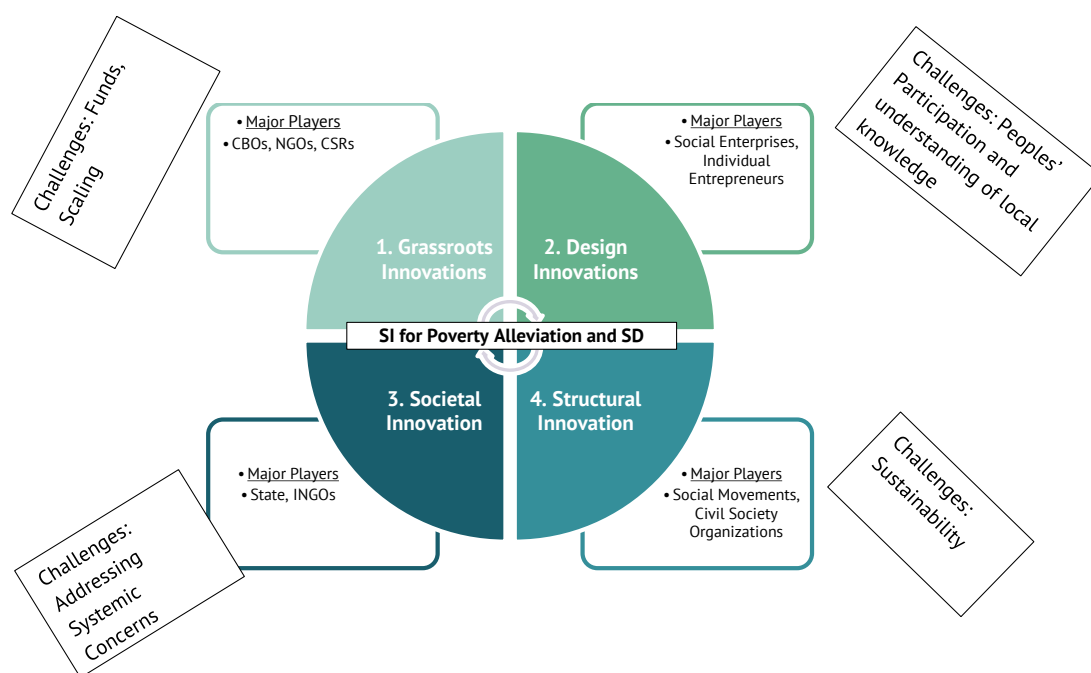 Challenges: Funds,
Scaling
• Major Players
• CBOs, NGOs, CSRs
1. Grassroots
Innovations
• Major Players
• Social Enterprises,
Individual
Entrepreneurs
2. Design
Innovations
Challenges: Peoples’
Participation and
understanding of local
knowledge
SI for Poverty Alleviation and SD
3. Societal
Innovation
• Major Players
• State, INGOs
Challenges:
Addressing
Systemic
Concerns
4. Structural
Innovation
• Major Players
• Social Movements,
Civil Society
Organizations
Challenges:
Sustainability